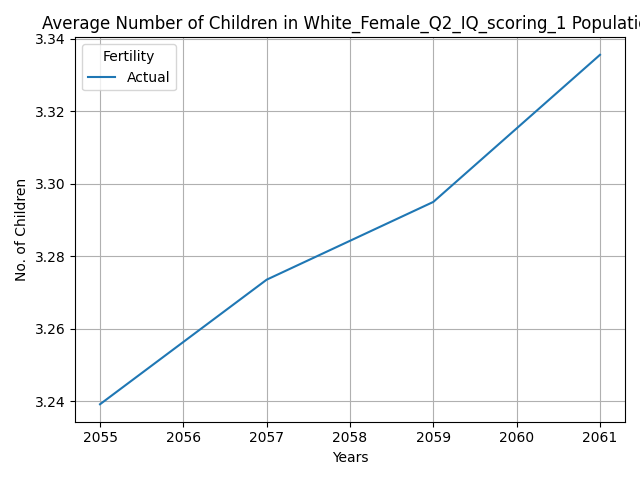 Average Number of Children in White_Female_Q2_IQ_scoring_1 Populatio
3.34
Fertility
Actual
3.32
3.30
No. of Children
3.28
3.26
3.24
2055 2056 2057 2058 2059 2060 2061
Years